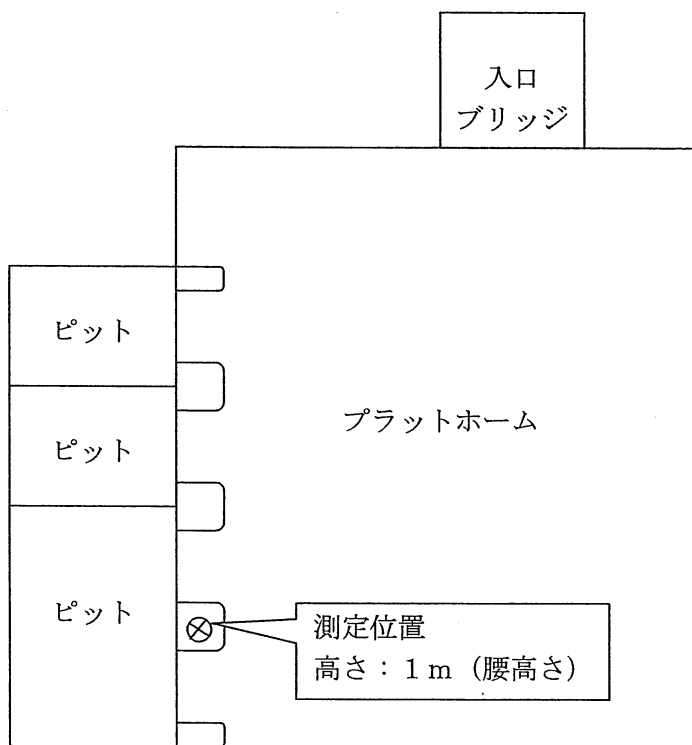 入口
ブリッジ
ピット
プラットホーム
ピット
ピット
測定位置
高さ：１ｍ（腰高さ）